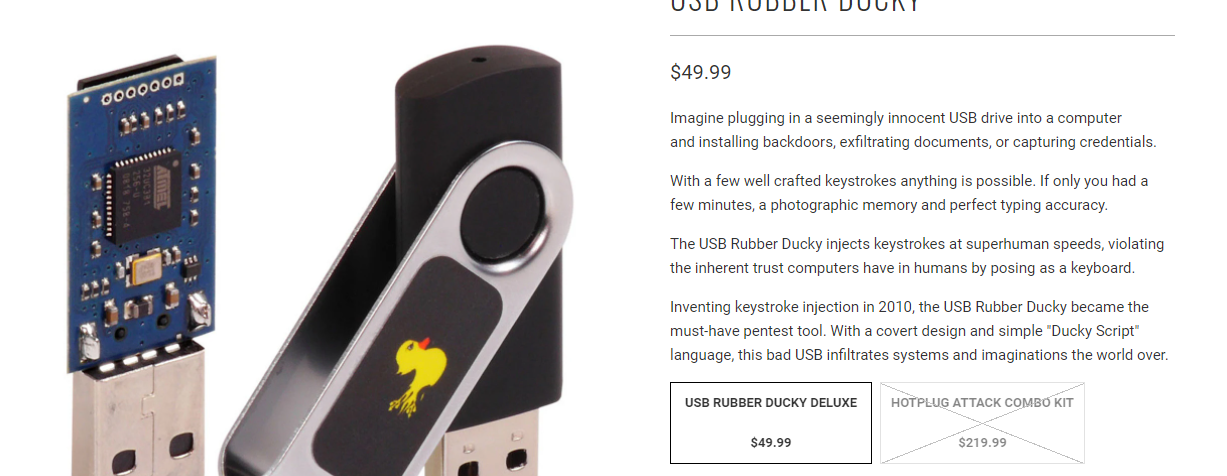 USB RUBBER DUCKY
$49.99
Imagine plugging in a seemingly innocent USB drive into a computer
and installing backdoors, exfiltrating documents, or capturing credentials.
With a few well crafted keystrokes anything is possible. If only you had a
few minutes, a photographic memory and perfect typing accuracy.
The USB Rubber Ducky injects keystrokes at superhuman speeds, violating
the inherent trust computers have in humans by posing as a keyboard.
Inventing keystroke injection in 2010, the USB Rubber Ducky became the
must-have pentest tool. With a covert design and simple "Ducky Script"
language, this bad USB infiltrates systems and imaginations the world over.
USB RUBBER DUCKY DELUXE
$49.99
HOTPLUG ATTACK COMBO KIT
$219.99
ATMEL